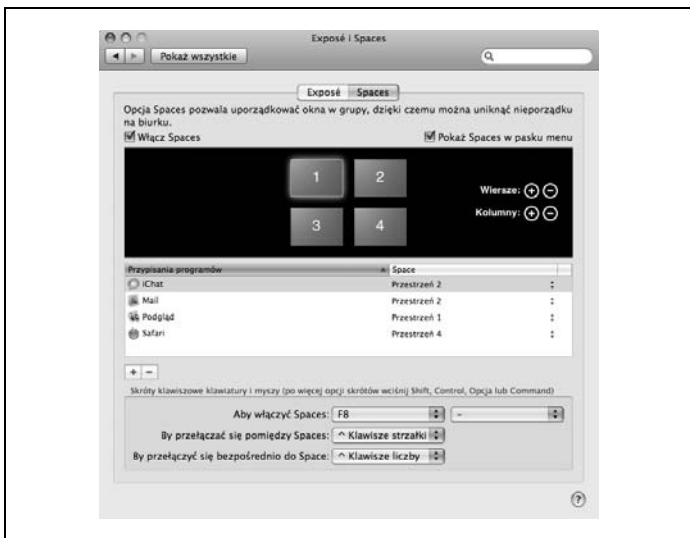 Exposé i Spaces
Pokaż wszystkie
Exposé Spaces
Opcja Spaces pozwala uporządkować okna w grupy, dzięki czemu można uniknąć nieporządku
na biurku.
Włącz Spaces Pokaż Spaces w pasku menu
1 2
Wiersze:
Kolumny:
3 4
Przypisania programów Space
iChat Przestrzeń 2
Mail Przestrzeń 2
Podgląd Przestrzeń 1
Safari Przestrzeń 4
+ −
Skróty klawiszowe klawiatury i myszy (po więcej opcji skrótów wciśnij Shift, Control, Opcja lub Command)
Aby włączyć Spaces: F8 -
By przełączać się pomiędzy Spaces: ^ Klawisze strzałki
By przełączyć się bezpośrednio do Space: ^ Klawisze liczby
?